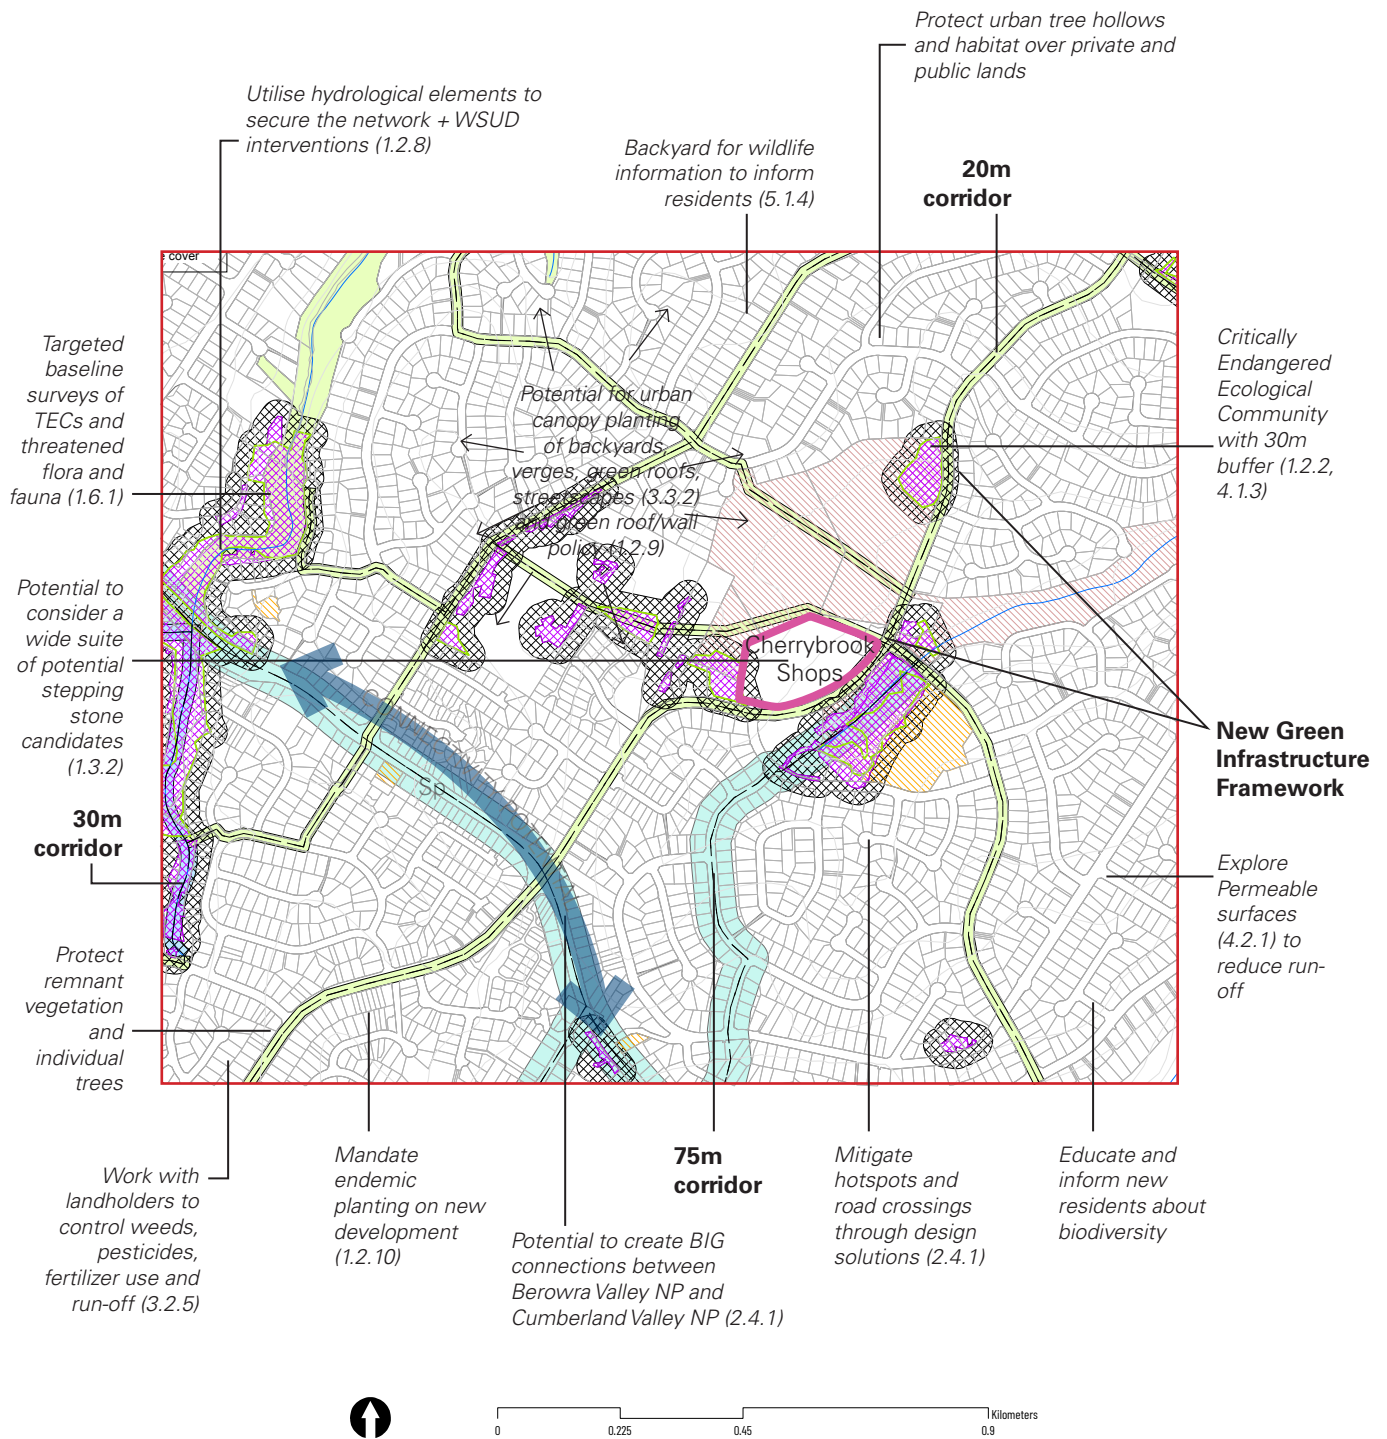 Protect urban tree hollows
and habitat over private and
public lands
Utilise hydrological elements to
secure the network + WSUD
interventions (1.2.8)
Backyard for wildlife
information to inform
residents (5.1.4)
20m
corridor
cover
Targeted
baseline
surveys of
TECs and
threatened
flora and
fauna (1.6.1)
Critically
Endangered
Ecological
Community
with 30m
buffer (1.2.2,
4.1.3)
Potential for urban
canopy planting
of backyards,
verges, green roofs,
streetscapes (3.3.2)
and green roof/wall
policy (1.2.9)
Potential to
consider a
wide suite
of potential
stepping
stone
candidates
(1.3.2)
Cherrybrook
Shops
New Green
Infrastructure
Framework
Sp
30m
corridor
Explore
Permeable
surfaces
(4.2.1) to
reduce run-
off
Protect
remnant
vegetation
and
individual
trees
Work with
landholders to
control weeds,
pesticides,
fertilizer use and
run-off (3.2.5)
Mandate
endemic
planting on new
development
(1.2.10)
Potential to create BIG
connections between
Berowra Valley NP and
Cumberland Valley NP (2.4.1)
75m
corridor
Mitigate
hotspots and
road crossings
through design
solutions (2.4.1)
Educate and
inform new
residents about
biodiversity
Kilometers
0 0.225 0.45 0.9